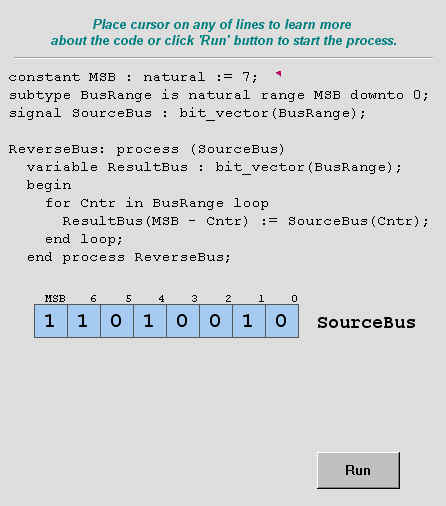 Place cursor on any of lines to learn more
about the code or click 'Run' button to start the process.
constant MSB : natural := 7;
subtype BusRange is natural range MSB downto 0;
signal SourceBus : bit_vector(BusRange);
ReverseBus: process (SourceBus)
variable ResultBus : bit_vector(BusRange);
begin
for Cntr in BusRange loop
ResultBus(MSB - Cntr) := SourceBus(Cntr);
end loop;
end process ReverseBus;
MSB 6 5 4 3 2 1 0
1 1 0 1 0 0 1 0 SourceBus
Run